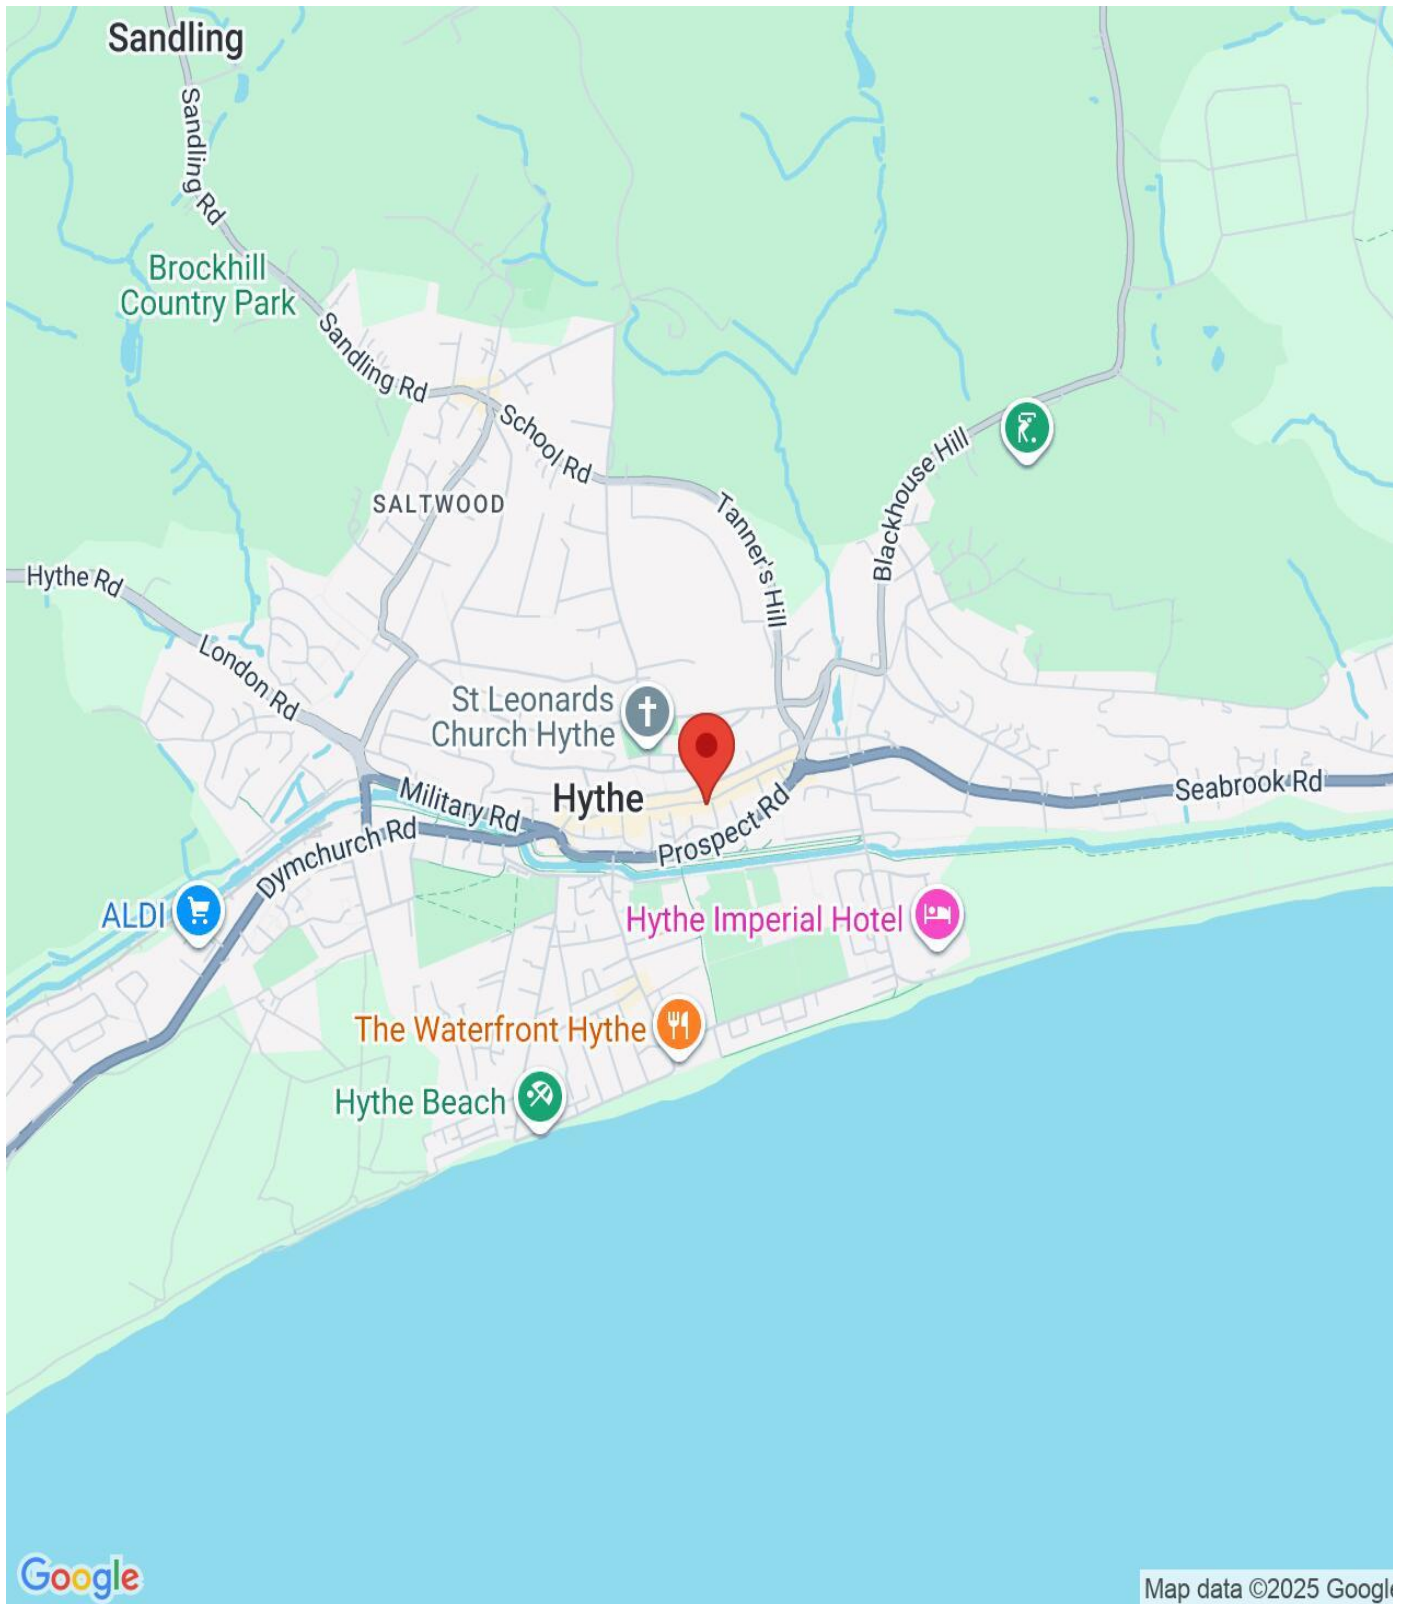 Sandling
Sandling Rd
Brockhill
Country Park
Sandling Rd
School Rd
Blackhouse Hill
SALTWOOD
Tanner's Hill
Hythe Rd
London Rd
St Leonards
Church Hythe
Hythe
Military Rd
Seabrook Rd
Prospect Rd
Dymchurch Rd
ALDI
Hythe Imperial Hotel
The Waterfront Hythe
Hythe Beach
Google
Map data ©2025 Google